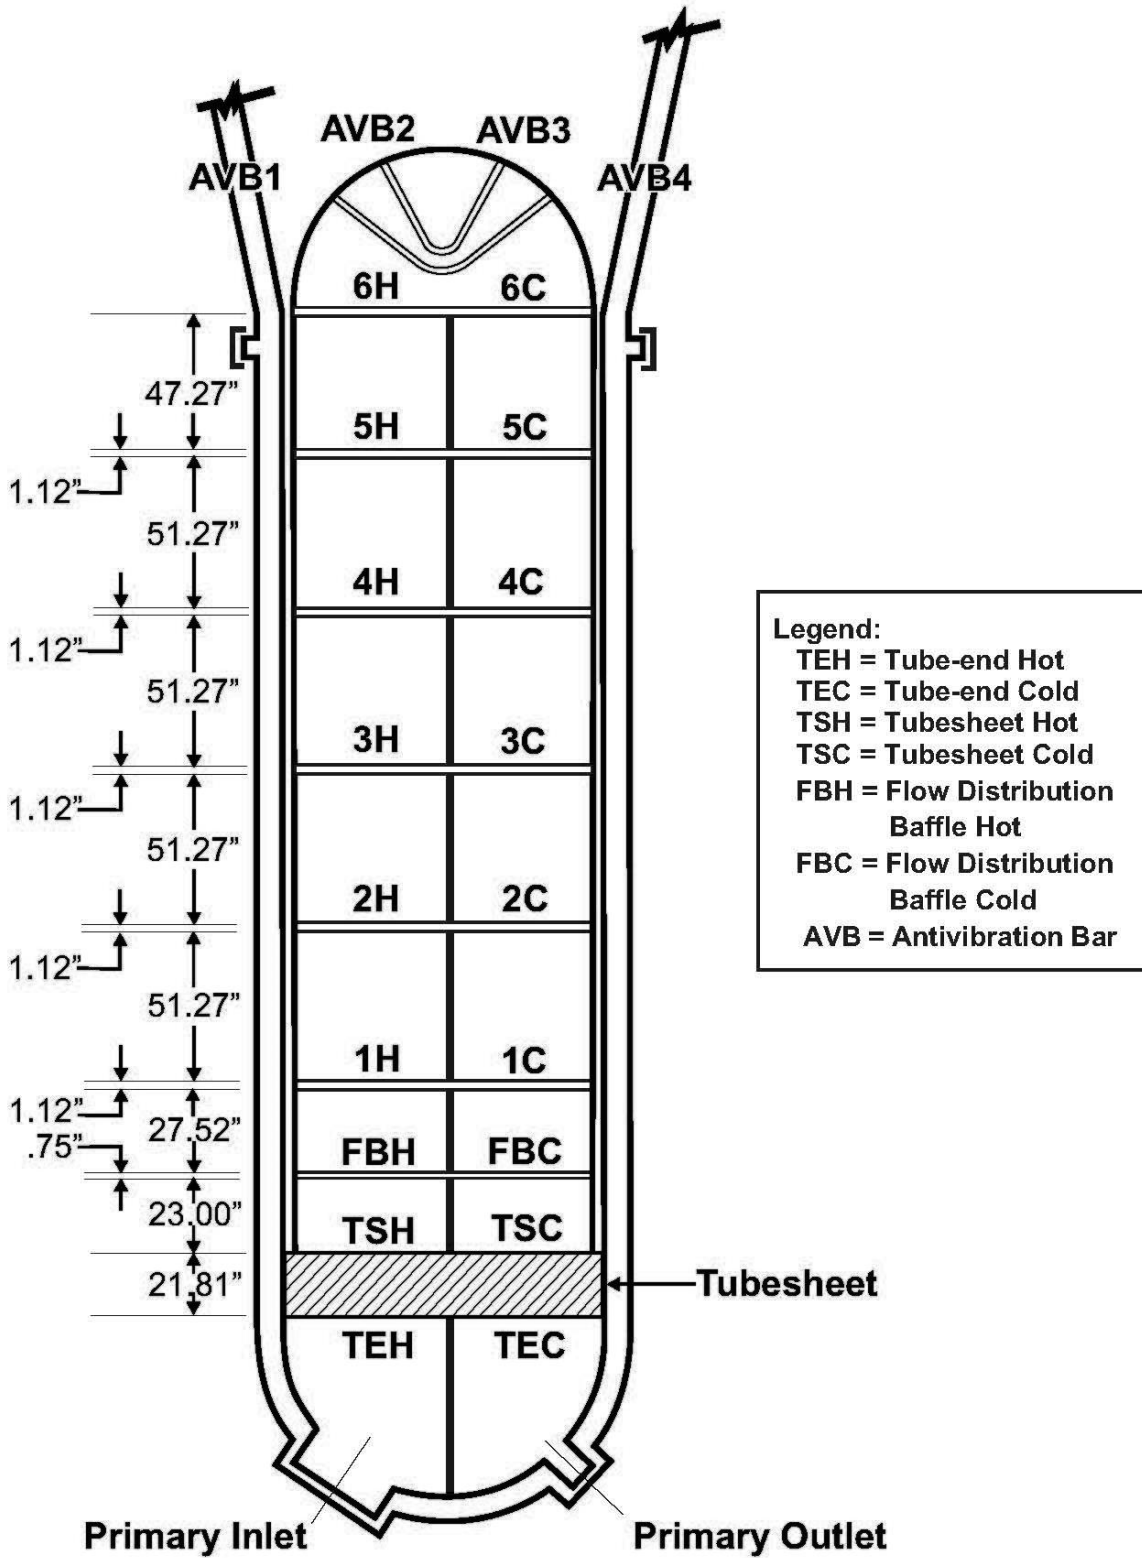 AVB2 AVB3
AVB1 AVB4
6H 6C
47.27”
5H 5C
1.12”
51.27”
4H 4C
1.12”
51.27”
3H 3C
1.12”
51.27”
2H 2C
1.12”
51.27”
1H 1C
1.12”
27.52”
.75”
FBH FBC
23.00”
TSH TSC
21.81”
Tubesheet
TEH TEC
Primary Inlet Primary Outlet
Legend:
TEH = Tube-end Hot
TEC = Tube-end Cold
TSH = Tubesheet Hot
TSC = Tubesheet Cold
FBH = Flow Distribution
Baffle Hot
FBC = Flow Distribution
Baffle Cold
AVB = Antivibration Bar